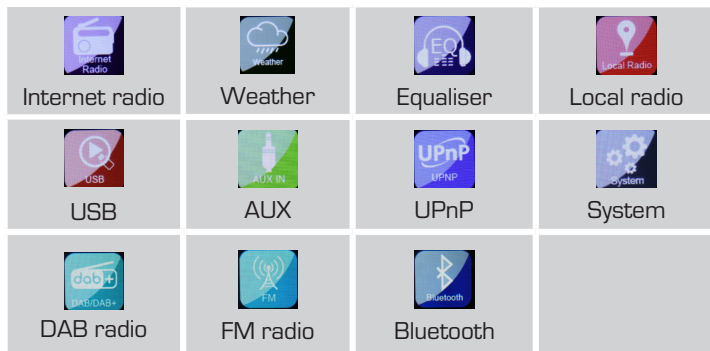 Internet
Radio
Internet radio
Weather
Weather
EQ
Equaliser
Local Radio
Local radio
USB
USB
AUX IN
AUX
UPnP
UPNP
UPnP
System
System
dab+
DAB/DAB+
DAB radio
FM
FM radio
Bluetooth
Bluetooth